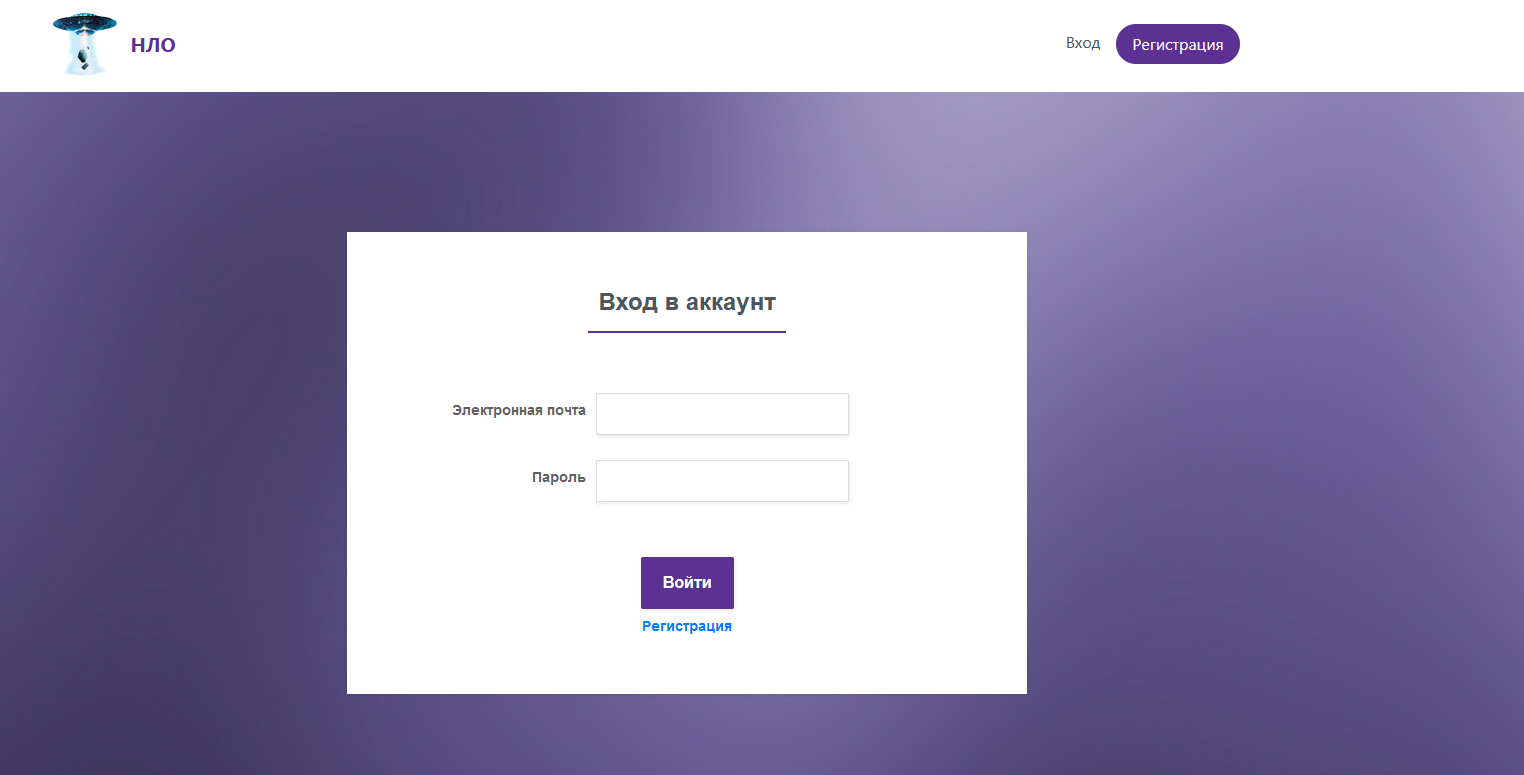 НЛО
Вход
Регистрация
Вход в аккаунт
Электронная почта
Пароль
Войти
Регистрация